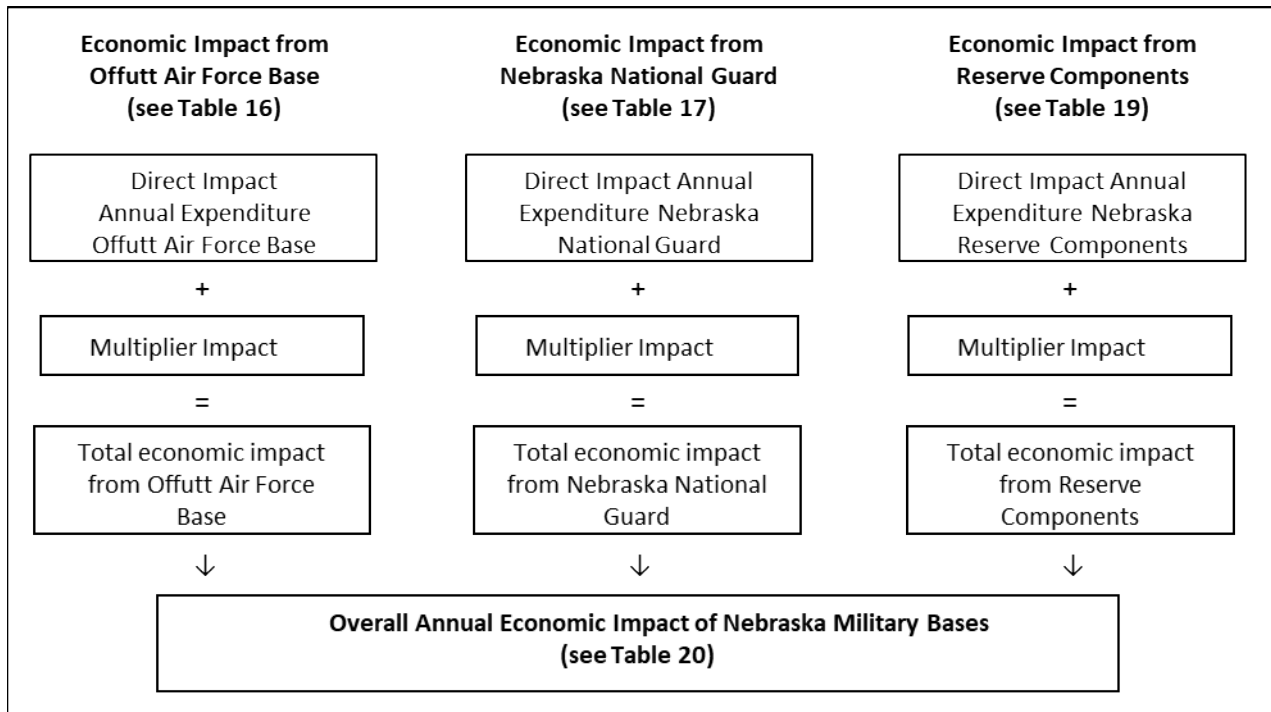 Economic Impact from
Offutt Air Force Base
(see Table 16)
Direct Impact
Annual Expenditure
Offutt Air Force Base
+
Multiplier Impact
=
Total economic impact
from Offutt Air Force
Base
↓
Economic Impact from
Nebraska National Guard
(see Table 17)
Direct Impact Annual
Expenditure Nebraska
National Guard
+
Multiplier Impact
=
Total economic impact
from Nebraska National
Guard
↓
Economic Impact from
Reserve Components
(see Table 19)
Direct Impact Annual
Expenditure Nebraska
Reserve Components
+
Multiplier Impact
=
Total economic impact
from Reserve
Components
↓
Overall Annual Economic Impact of Nebraska Military Bases
(see Table 20)